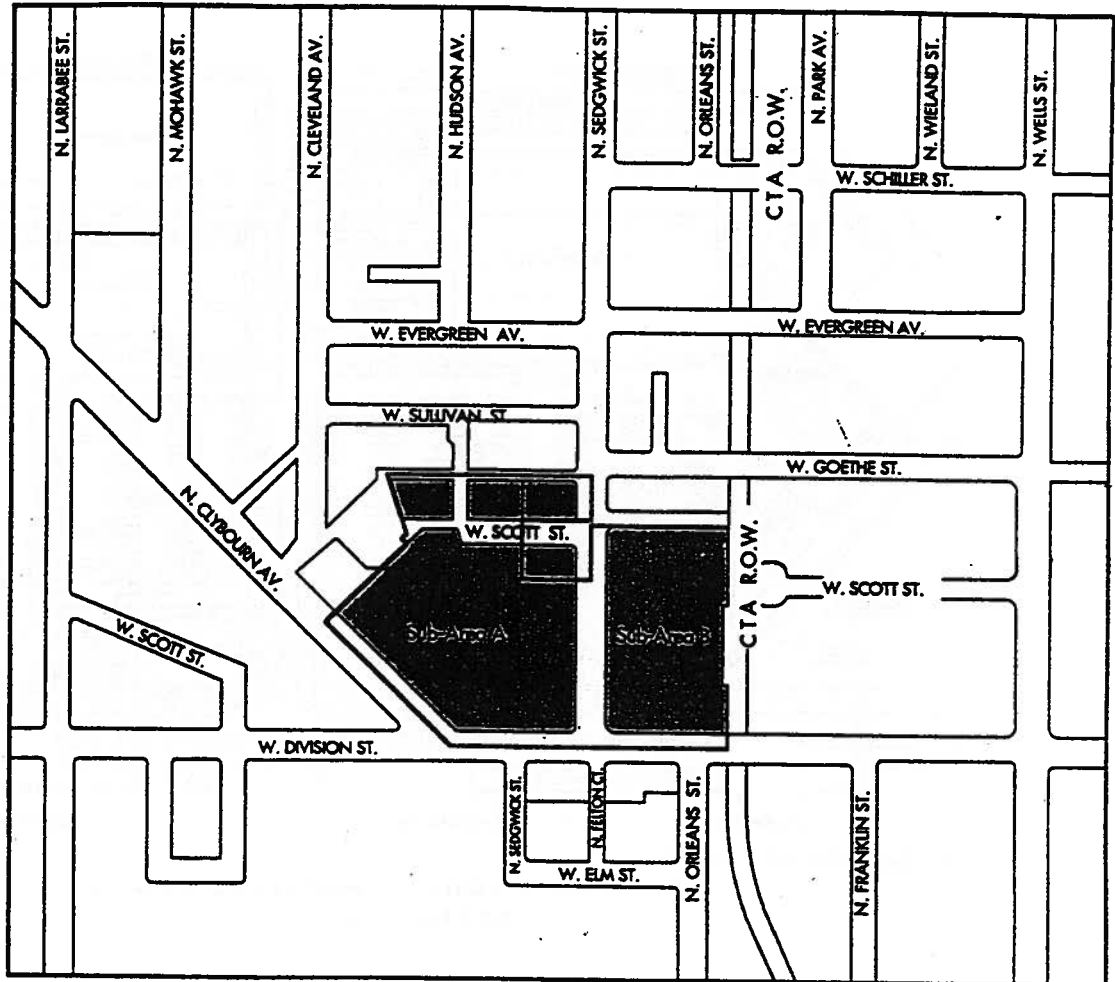 N. LARRABEE ST.
N. MOHAWK ST.
N. CLEVELAND AV.
N. HUDSON AV.
N. SEDGWICK ST.
N. ORLEANS ST.
CTA R.O.W.
N. PARK AV.
N. WIELAND ST.
N. WELLS ST.
W. SCHILLER ST.
W. EVERGREEN AV.
W. EVERGREEN AV.
W. SULLIVAN ST.
W. GOETHE ST.
N. CLYBOURN AV.
W. SCOTT ST.
CTA R.O.W.
W. SCOTT ST.
W. SCOTT ST.
Sub-Area A
Sub-Area B
W. DIVISION ST.
N. SEDGWICK ST.
N. FELTON CT.
N. ORLEANS ST.
N. FRANKLIN ST.
W. ELM ST.